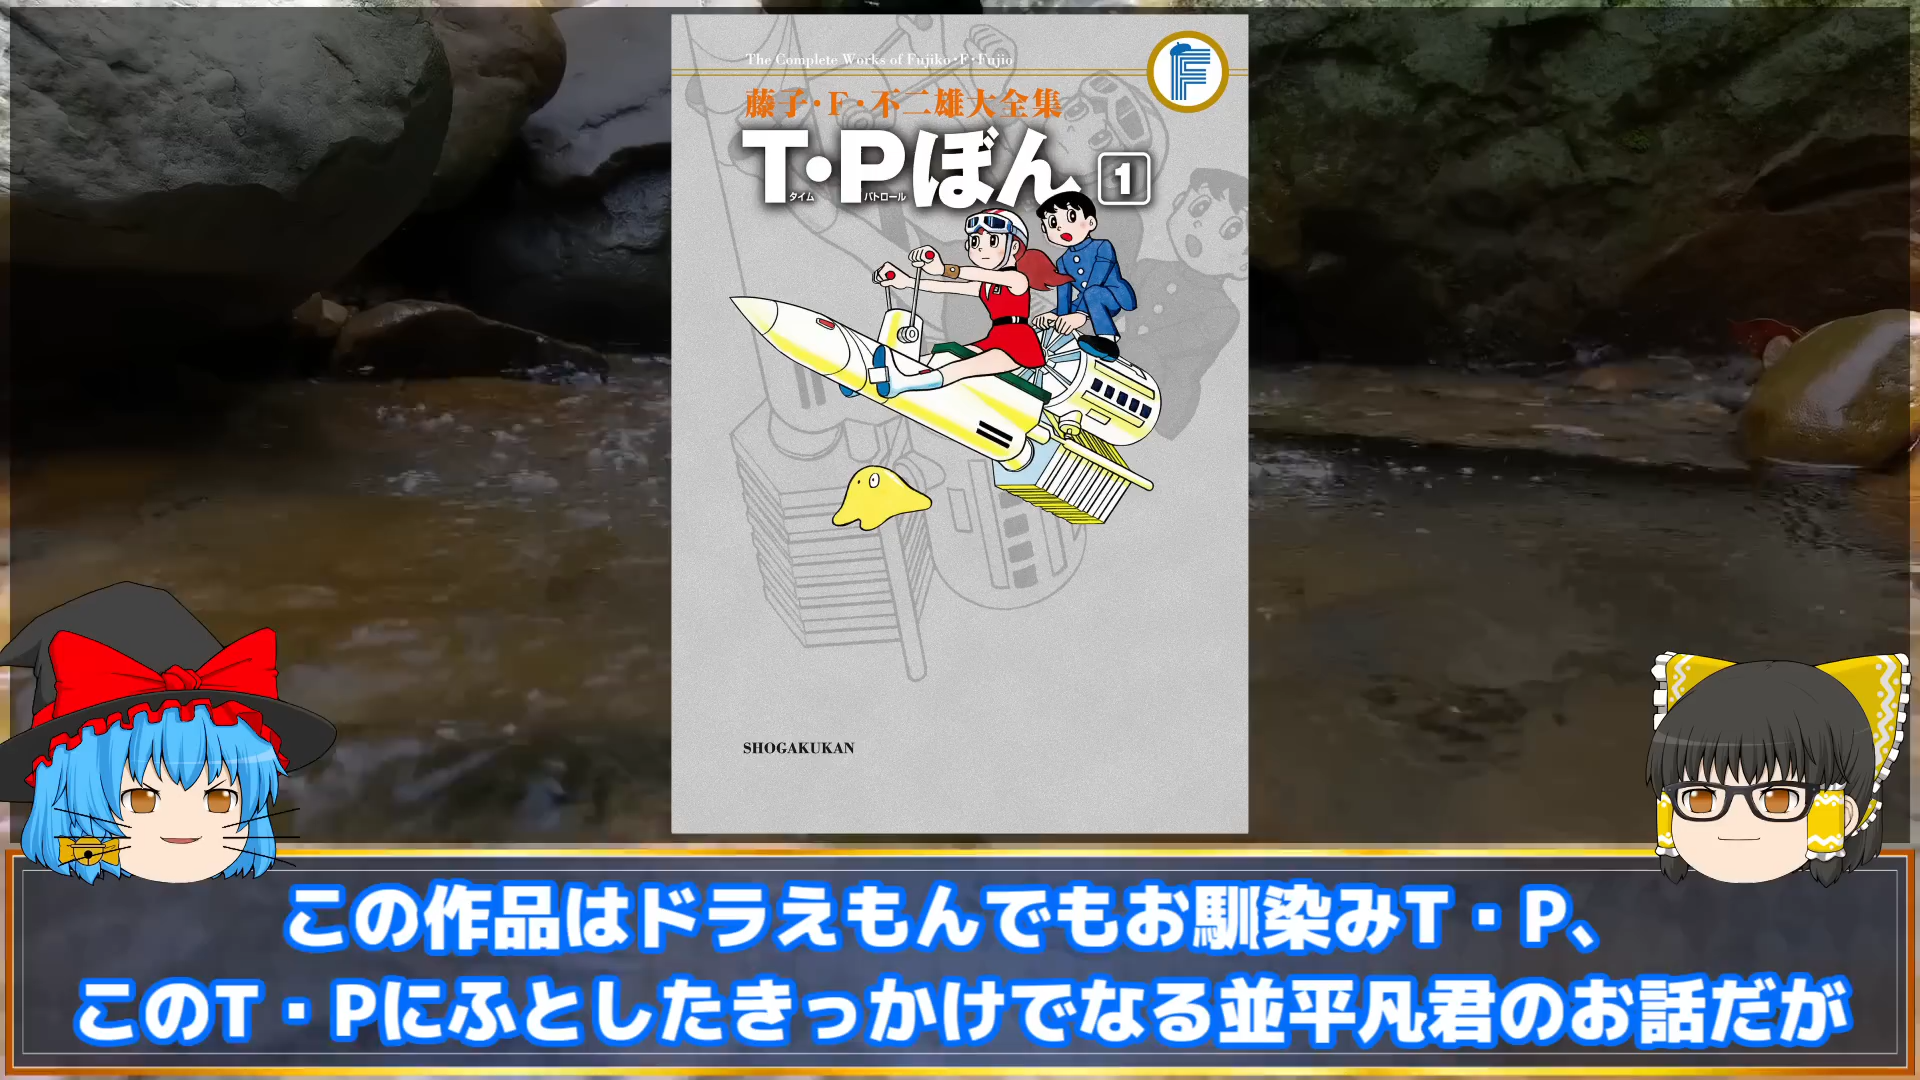 The Complete Works of Fujiko・F・Fujio
F
藤子・F・不二雄大全集
T・Pぼん 1
タイム パトロール
SHOGAKUKAN
この作品はドラえもんでもお馴染みT・P、
このT・Pにふとしたきっかけでなる並平凡君のお話だが